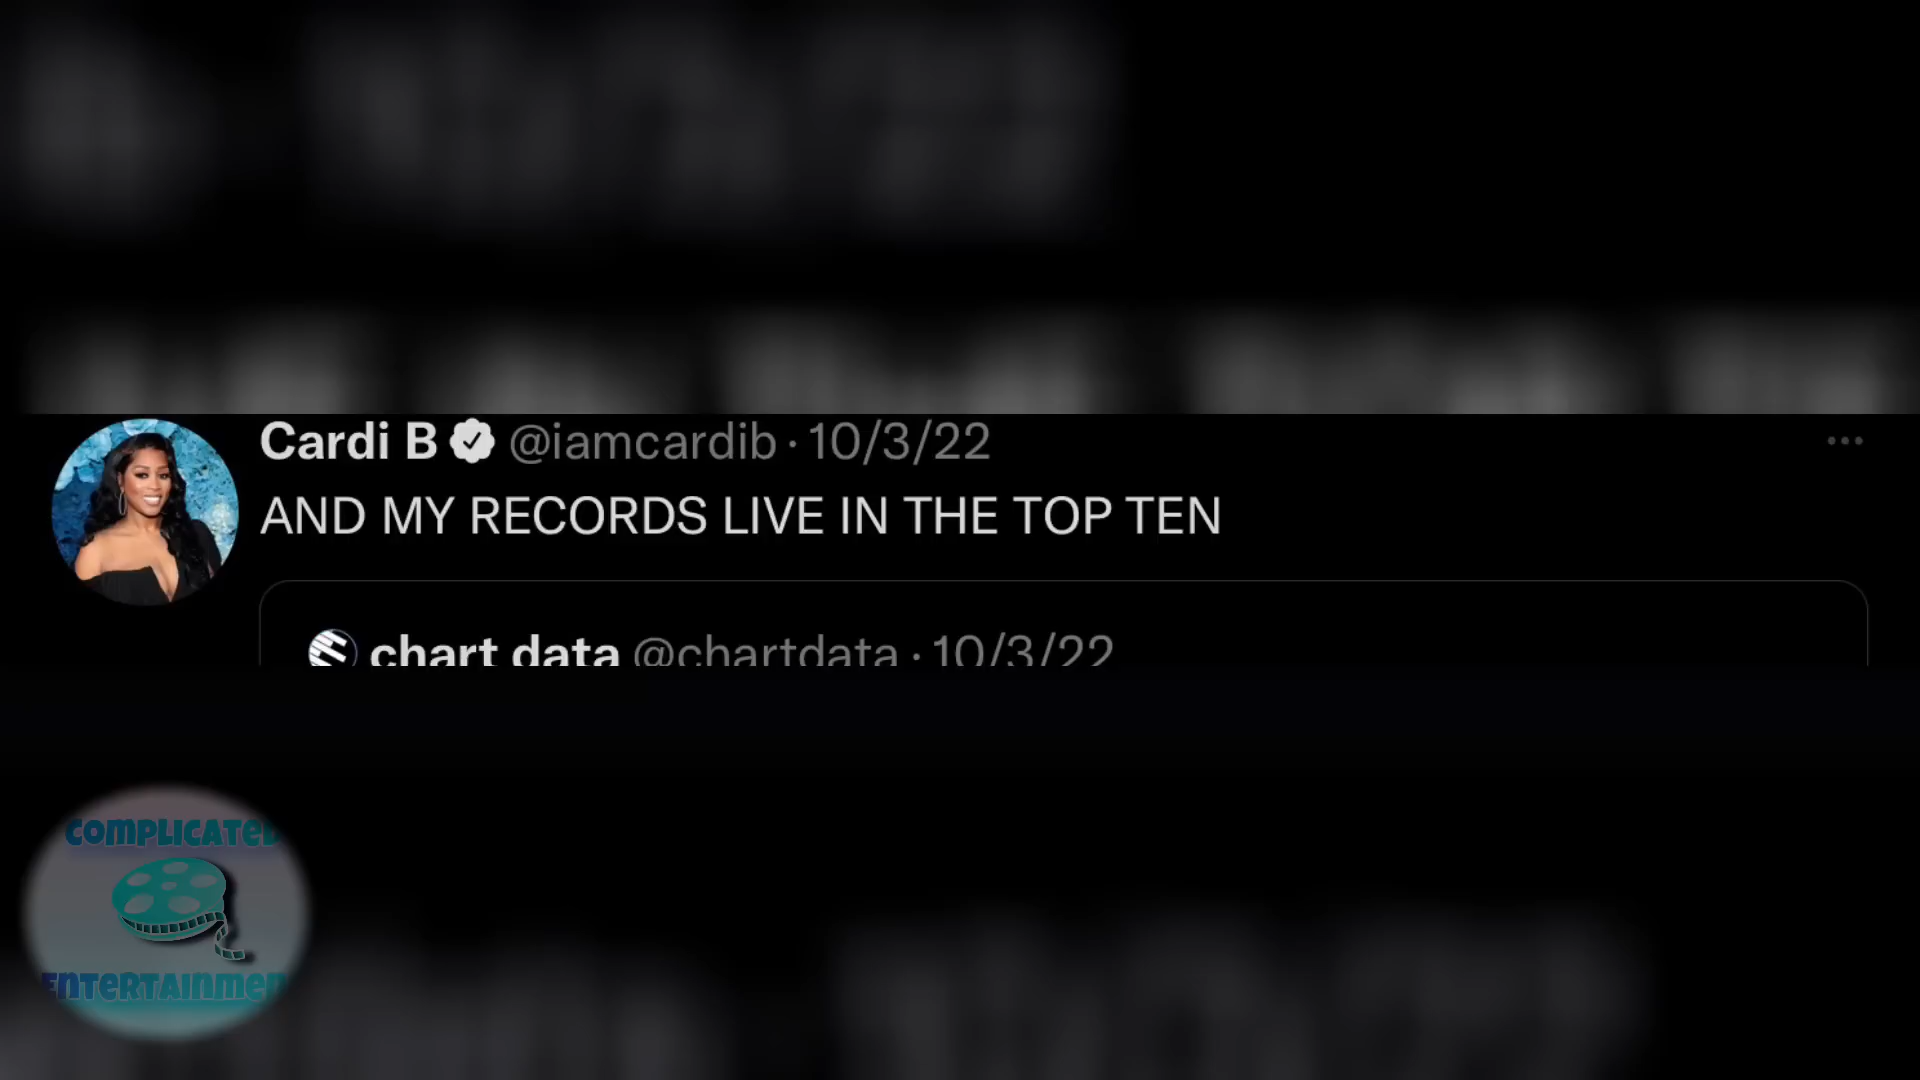 Cardi B @iamcardib · 10/3/22
AND MY RECORDS LIVE IN THE TOP TEN
chart data @chartdata · 10/3/22
COMPLICATED
ENTERTAINMEN